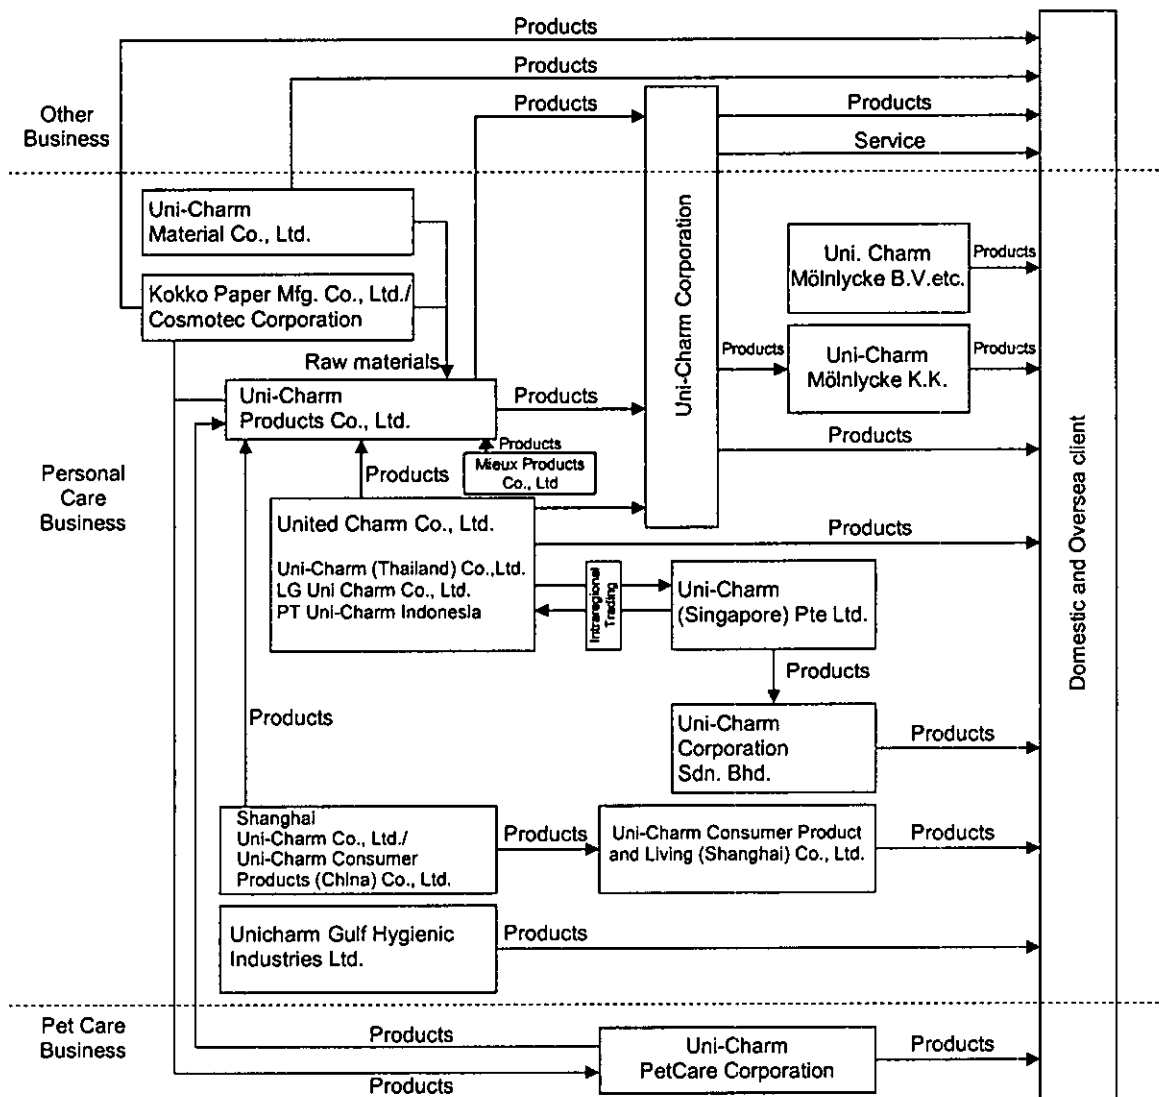 Products
Products
Products
Products
Service
Other
Business
Uni-Charm
Material Co., Ltd.
Kokko Paper Mfg. Co., Ltd./
Cosmotec Corporation
Raw materials
Uni-Charm Corporation
Uni. Charm
Mölnlycke B.V.etc.
Products
Products
Uni-Charm
Mölnlycke K.K.
Products
Uni-Charm
Products Co., Ltd.
Products
Products
Products
Products
Mieux Products
Co., Ltd
Personal
Care
Business
United Charm Co., Ltd.
Uni-Charm (Thailand) Co.,Ltd.
LG Uni Charm Co., Ltd.
PT Uni-Charm Indonesia
Products
Intraregional
Trading
Uni-Charm
(Singapore) Pte Ltd.
Products
Domestic and Oversea client
Products
Uni-Charm
Corporation
Sdn. Bhd.
Products
Shanghai
Uni-Charm Co., Ltd./
Uni-Charm Consumer
Products (China) Co., Ltd.
Products
Uni-Charm Consumer Product
and Living (Shanghai) Co., Ltd.
Products
Unicharm Gulf Hygienic
Industries Ltd.
Products
Pet Care
Business
Products
Products
Uni-Charm
PetCare Corporation
Products